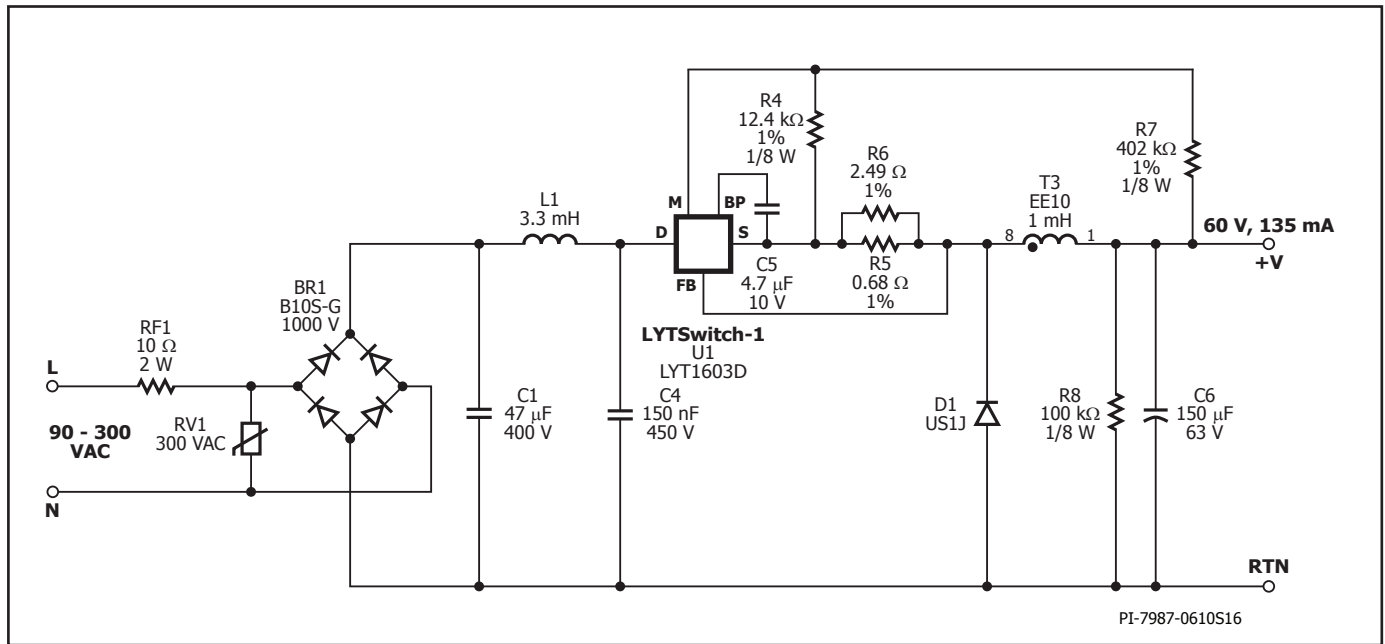 L
RF1
10 Ω
2 W
90 - 300
VAC
N
RV1
300 VAC
BR1
B10S-G
1000 V
L1
3.3 mH
C1
47 μF
400 V
C4
150 nF
450 V
M
BP
D
S
FB
LYTSwitch-1
U1
LYT1603D
C5
4.7 μF
10 V
R4
12.4 kΩ
1%
1/8 W
R6
2.49 Ω
1%
R5
0.68 Ω
1%
D1
US1J
T3
EE10
1 mH
8
1
R7
402 kΩ
1%
1/8 W
60 V, 135 mA
+V
R8
100 kΩ
1/8 W
C6
150 μF
63 V
RTN
PI-7987-0610S16